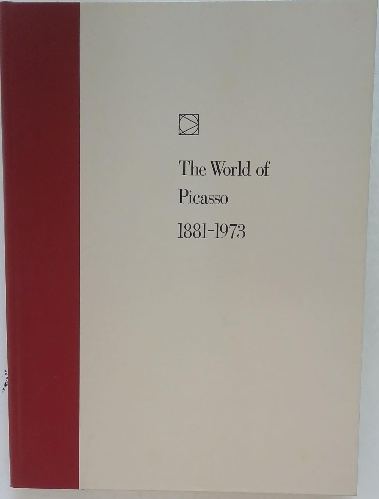 The World of
Picasso
1881–1973